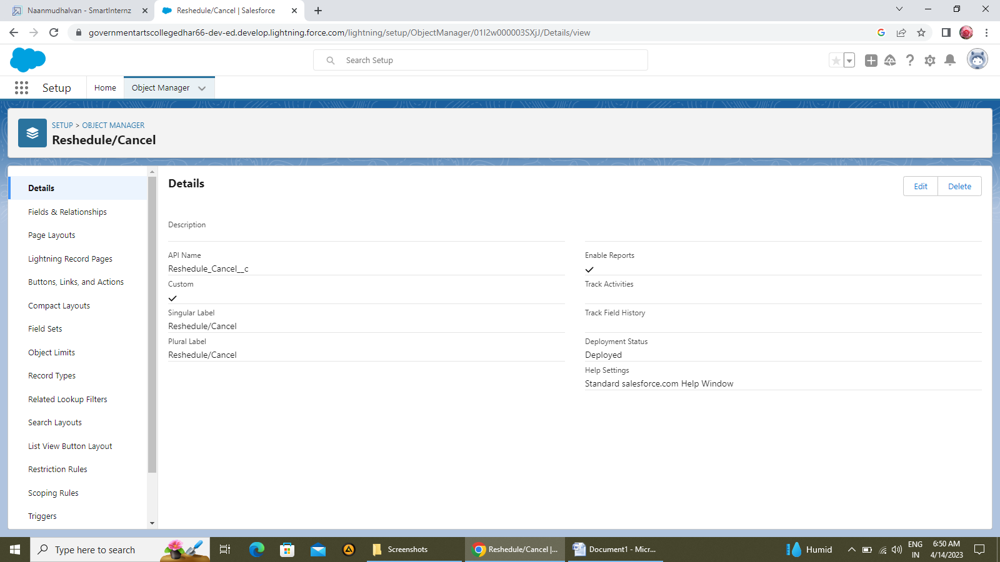 Naanmudhalvan - SmartInternz
Reshedule/Cancel | Salesforce
governmentartscollegedhar66-dev-ed.develop.lightning.force.com/lightning/setup/ObjectManager/01I2w000003SXjJ/Details/view
Search Setup
Setup
Home
Object Manager
SETUP > OBJECT MANAGER
Reshedule/Cancel
Details
Fields & Relationships
Page Layouts
Lightning Record Pages
Buttons, Links, and Actions
Compact Layouts
Field Sets
Object Limits
Record Types
Related Lookup Filters
Search Layouts
List View Button Layout
Restriction Rules
Scoping Rules
Triggers
Details
Edit
Delete
Description
API Name
Reshedule_Cancel__c
Custom
Singular Label
Reshedule/Cancel
Plural Label
Reshedule/Cancel
Enable Reports
Track Activities
Track Field History
Deployment Status
Deployed
Help Settings
Standard salesforce.com Help Window
Type here to search
Screenshots
Reshedule/Cancel |...
Document1 - Micr...
Humid
ENG
IN
6:50 AM
4/14/2023